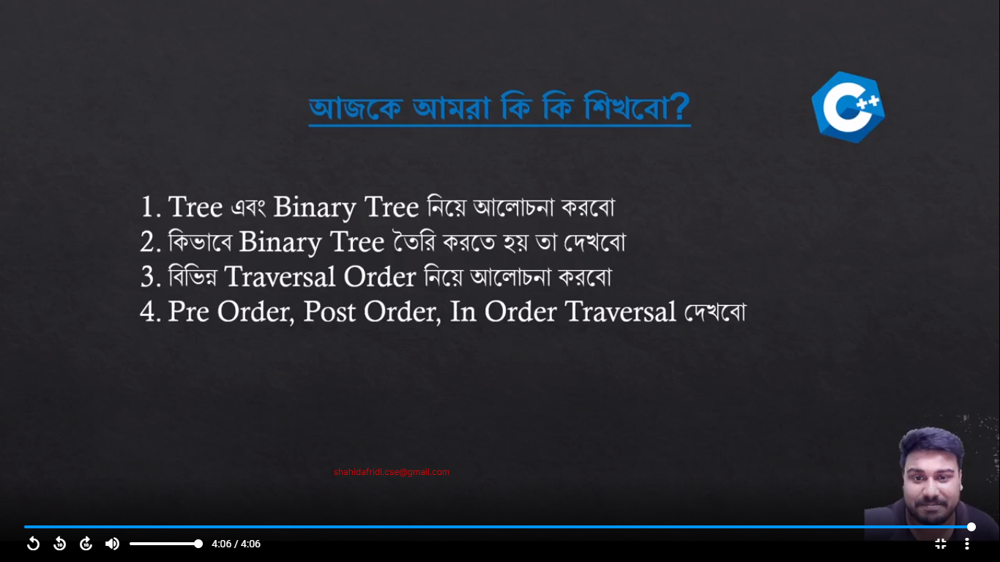 আজকে আমরা কি কি শিখবো?
C++
1. Tree এবং Binary Tree নিয়ে আলোচনা করবো
2. কিভাবে Binary Tree তৈরি করতে হয় তা দেখবো
3. বিভিন্ন Traversal Order নিয়ে আলোচনা করবো
4. Pre Order, Post Order, In Order Traversal দেখবো
shahidafridi.cse@gmail.com
10 10 4:06 / 4:06